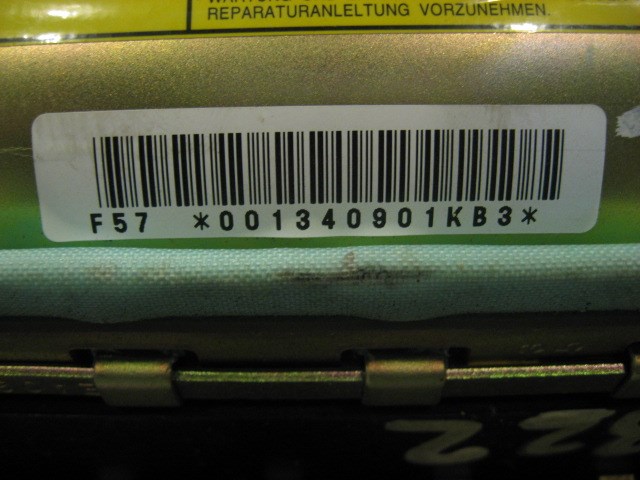 REPARATURANLELTUNG VORZUNEHMEN.
F57 *001340901KB3*